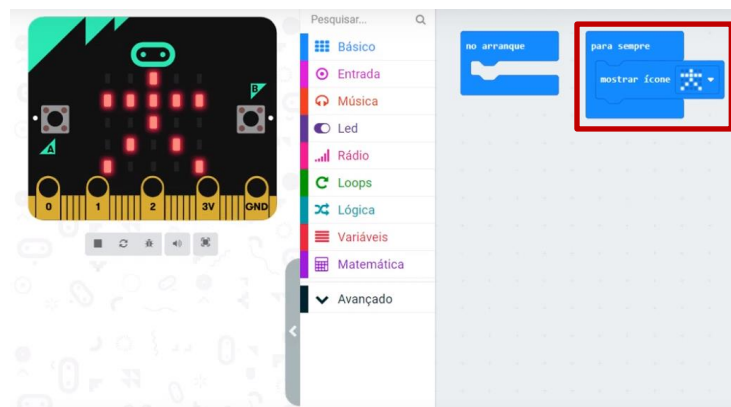 Pesquisar...
Básico
Entrada
Música
Led
Rádio
Loops
Lógica
Variáveis
Matemática
Avançado
no arranque
para sempre
mostrar ícone
B
A
0 1 2 3V GND